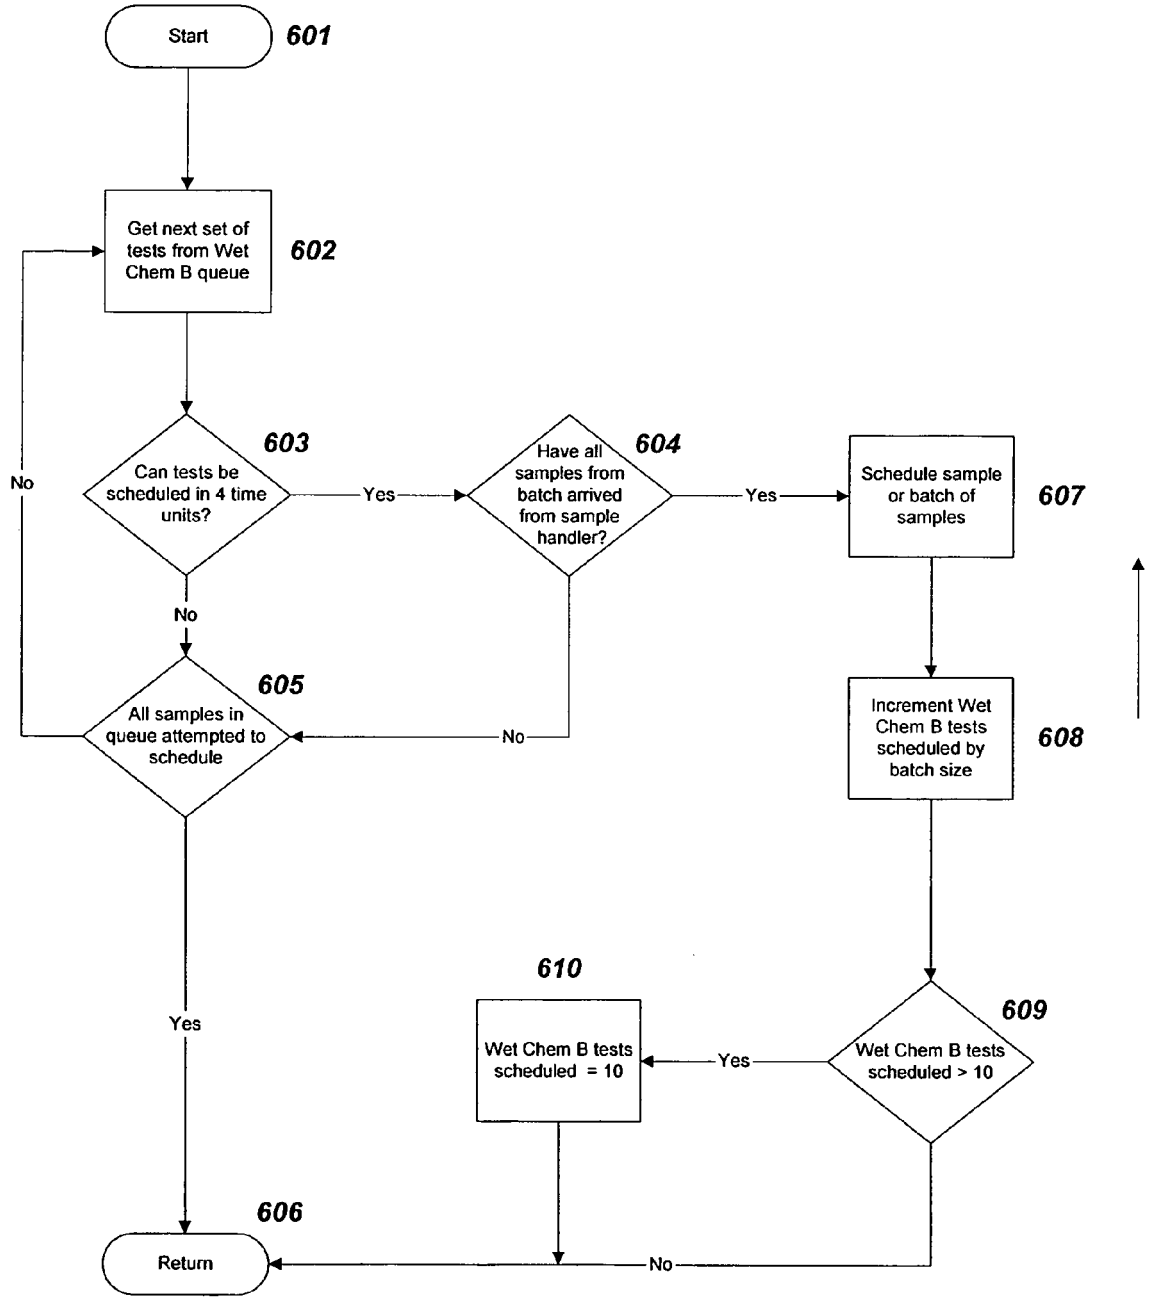 Start
601
Get next set of
tests from Wet
Chem B queue
602
Can tests be
scheduled in 4 time
units?
603
Yes
Have all
samples from
batch arrived
from sample
handler?
604
Yes
Schedule sample
or batch of
samples
607
No
No
All samples in
queue attempted to
schedule
605
No
Increment Wet
Chem B tests
scheduled by
batch size
608
Yes
610
Wet Chem B tests
scheduled = 10
Yes
Wet Chem B tests
scheduled > 10
609
606
Return
No